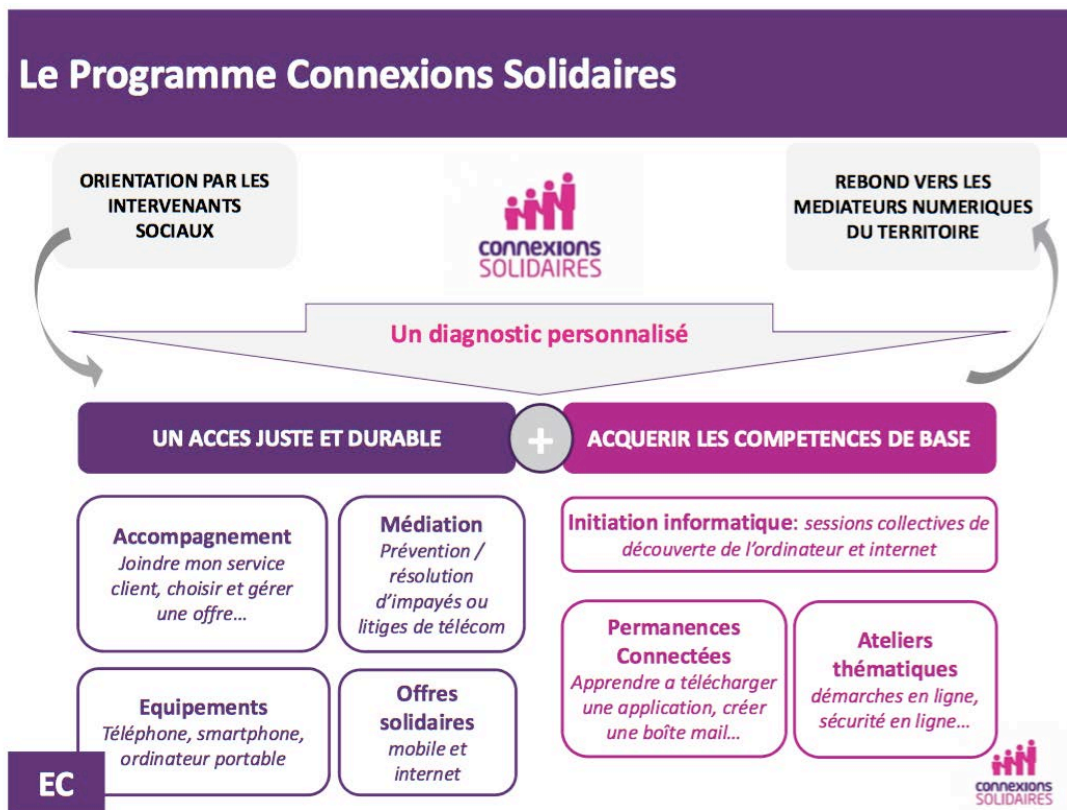 Le Programme Connexions Solidaires
ORIENTATION PAR LES
INTERVENANTS
SOCIAUX
connexions
SOLIDAIRES
REBOND VERS LES
MEDIATEURS NUMERIQUES
DU TERRITOIRE
Un diagnostic personnalisé
UN ACCES JUSTE ET DURABLE
+
ACQUERIR LES COMPETENCES DE BASE
Accompagnement
Joindre mon service
client, choisir et gérer
une offre…
Médiation
Prévention /
résolution
d’impayés ou
litiges de télécom
Equipements
Téléphone, smartphone,
ordinateur portable
Offres
solidaires
mobile et
internet
Initiation informatique: sessions collectives de
découverte de l’ordinateur et internet
Permanences
Connectées
Apprendre a télécharger
une application, créer
une boîte mail…
Ateliers
thématiques
démarches en ligne,
sécurité en ligne…
EC
connexions
SOLIDAIRES